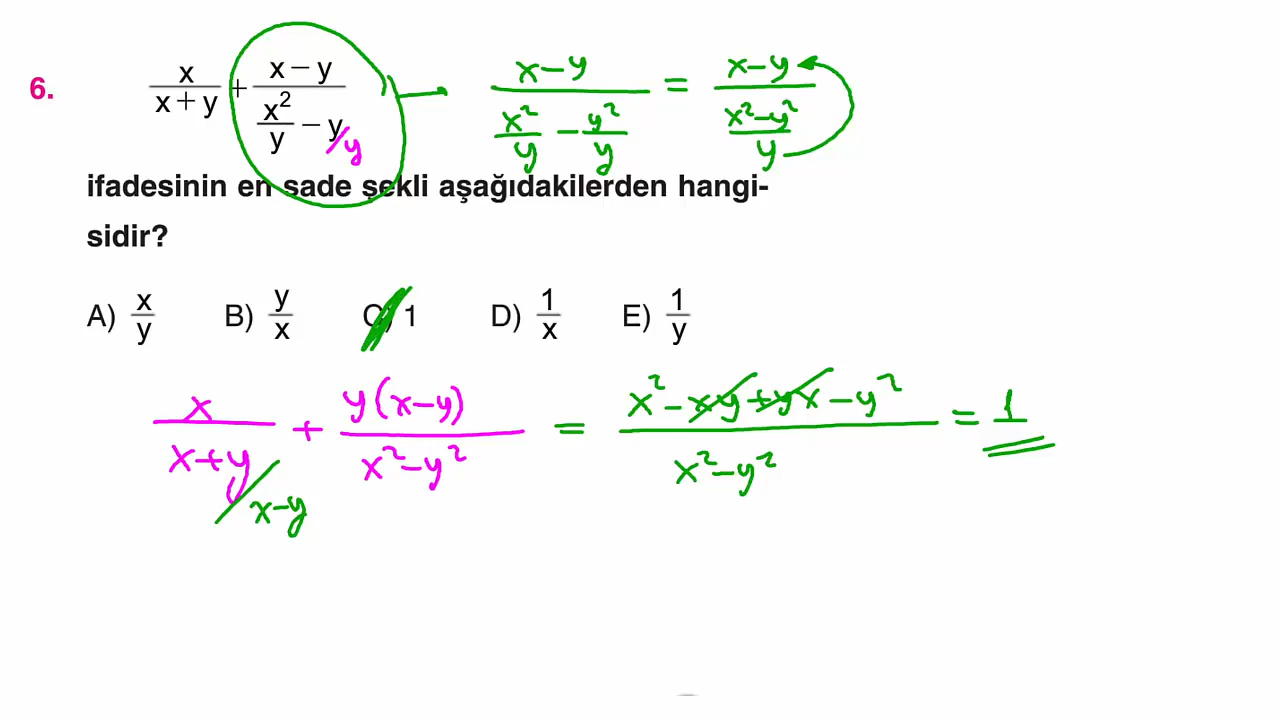 6. x/(x+y) + (x-y)/(x²/y - y/y) → (x-y)/(x²/y - y²/y) = (x-y)/((x²-y²)/y)
ifadesinin en sade şekli aşağıdakilerden hangi-
sidir?
A) x/y B) y/x C) 1 D) 1/x E) 1/y
x/(x+y) /x-y + y(x-y)/(x²-y²) = (x²-xy+yx-y²)/(x²-y²) = 1